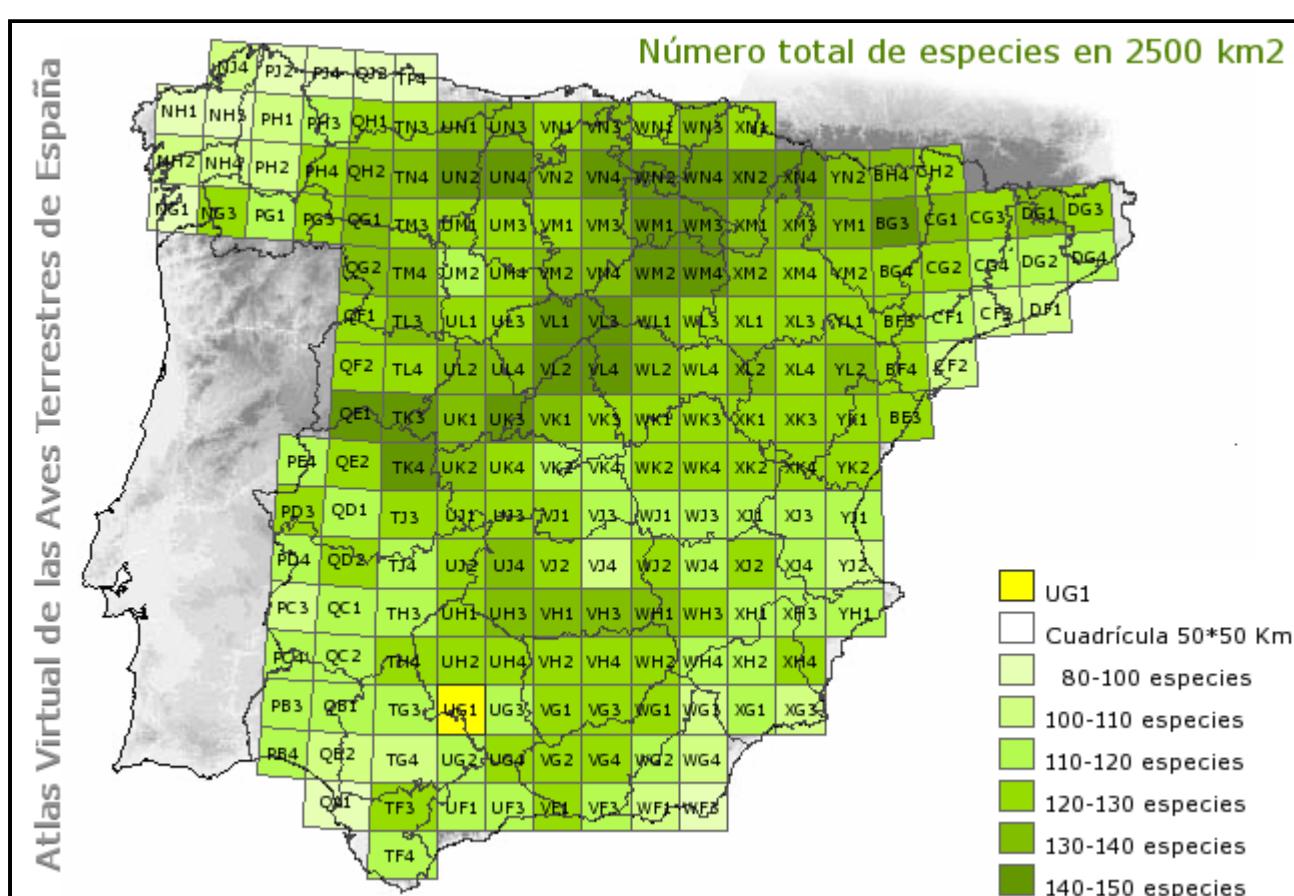 Número total de especies en 2500 km2
Atlas Virtual de las Aves Terrestres de España
NJ4 PJ2 PJ4 QJ2 TP4
NH1 NH3 PH1 PH3 QH1 TN3 UN1 UN3 VN1 VN3 WN1 WN3 XN1
NH2 NH4 PH2 PH4 QH2 TN4 UN2 UN4 VN2 VN4 WN2 WN4 XN2 XN4 YN2 BH4 CH2
NG1 NG3 PG1 PG3 QG1 TM3 UM1 UM3 VM1 VM3 WM1 WM3 XM1 XM3 YM1 BG3 CG1 CG3 DG1 DG3
QG2 TM4 UM2 UM4 VM2 VM4 WM2 WM4 XM2 XM4 YM2 BG4 CG2 CG4 DG2 DG4
QF1 TL3 UL1 UL3 VL1 VL3 WL1 WL3 XL1 XL3 YL1 BF3 CF1 CF3 DF1
QF2 TL4 UL2 UL4 VL2 VL4 WL2 WL4 XL2 XL4 YL2 BF4 CF2
QE1 TK3 UK1 UK3 VK1 VK3 WK1 WK3 XK1 XK3 YK1 BE3
PE4 QE2 TK4 UK2 UK4 VK2 VK4 WK2 WK4 XK2 XK4 YK2
PD3 QD1 TJ3 UJ1 UJ3 VJ1 VJ3 WJ1 WJ3 XJ1 XJ3 YJ1
PD4 QD2 TJ4 UJ2 UJ4 VJ2 VJ4 WJ2 WJ4 XJ2 XJ4 YJ2
PC3 QC1 TH3 UH1 UH3 VH1 VH3 WH1 WH3 XH1 XH3 YH1
PC4 QC2 TH4 UH2 UH4 VH2 VH4 WH2 WH4 XH2 XH4
PB3 QB1 TG3 UG1 UG3 VG1 VG3 WG1 WG3 XG1 XG3
PB4 QB2 TG4 UG2 UG4 VG2 VG4 WG2 WG4
QA1 TF3 UF1 UF3 VF1 VF3 WF1 WF3
TF4
UG1
Cuadrícula 50*50 Km
80-100 especies
100-110 especies
110-120 especies
120-130 especies
130-140 especies
140-150 especies